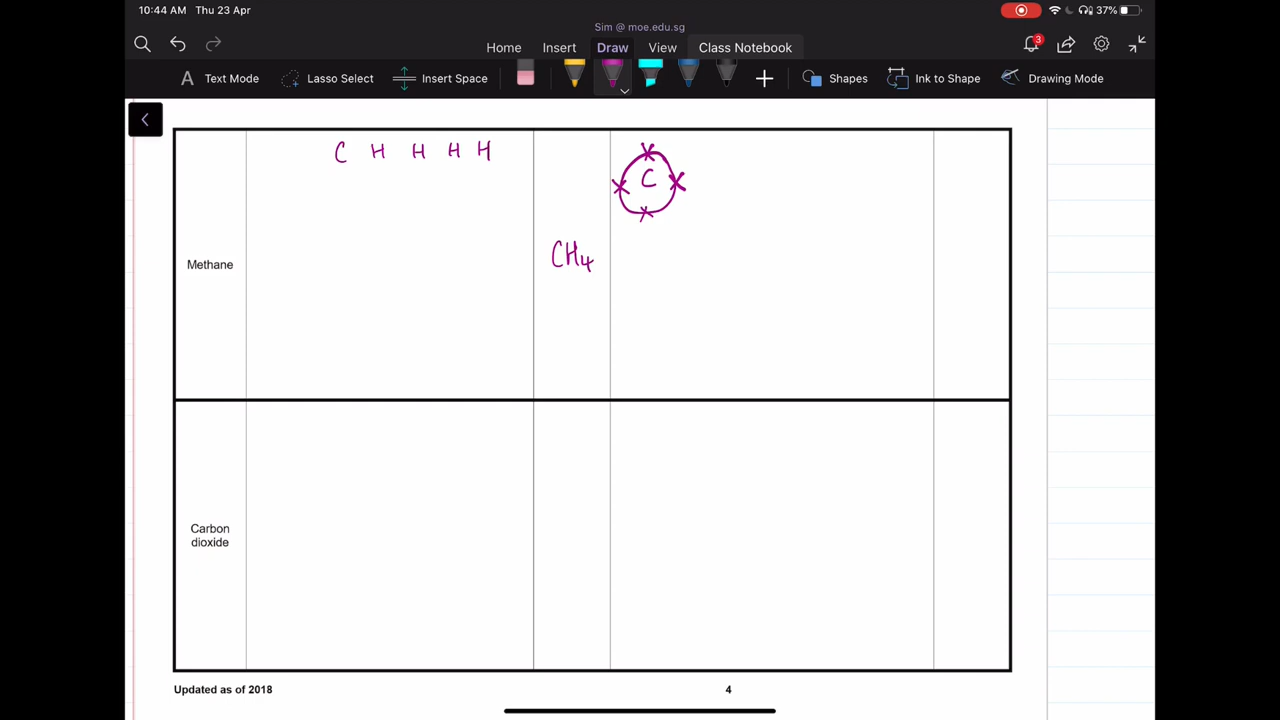 10:44 AM Thu 23 Apr
37%
Sim @ moe.edu.sg
Home Insert Draw View Class Notebook
3
A Text Mode Lasso Select Insert Space Shapes Ink to Shape Drawing Mode
C H H H H
C
CH4
Methane
Carbon
dioxide
Updated as of 2018
4